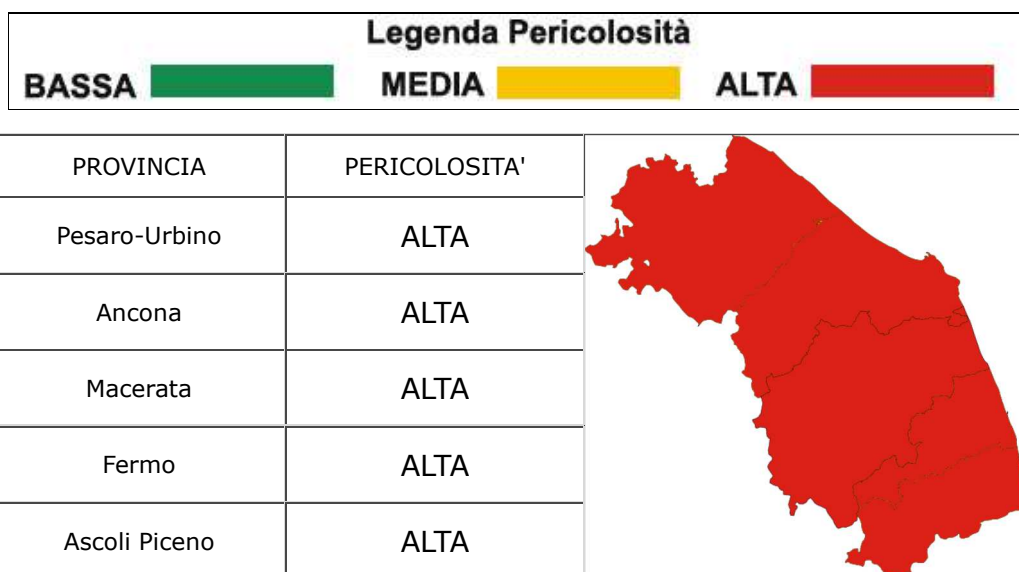 Legenda Pericolosità
BASSA MEDIA ALTA
PROVINCIA PERICOLOSITA'
Pesaro-Urbino ALTA
Ancona ALTA
Macerata ALTA
Fermo ALTA
Ascoli Piceno ALTA